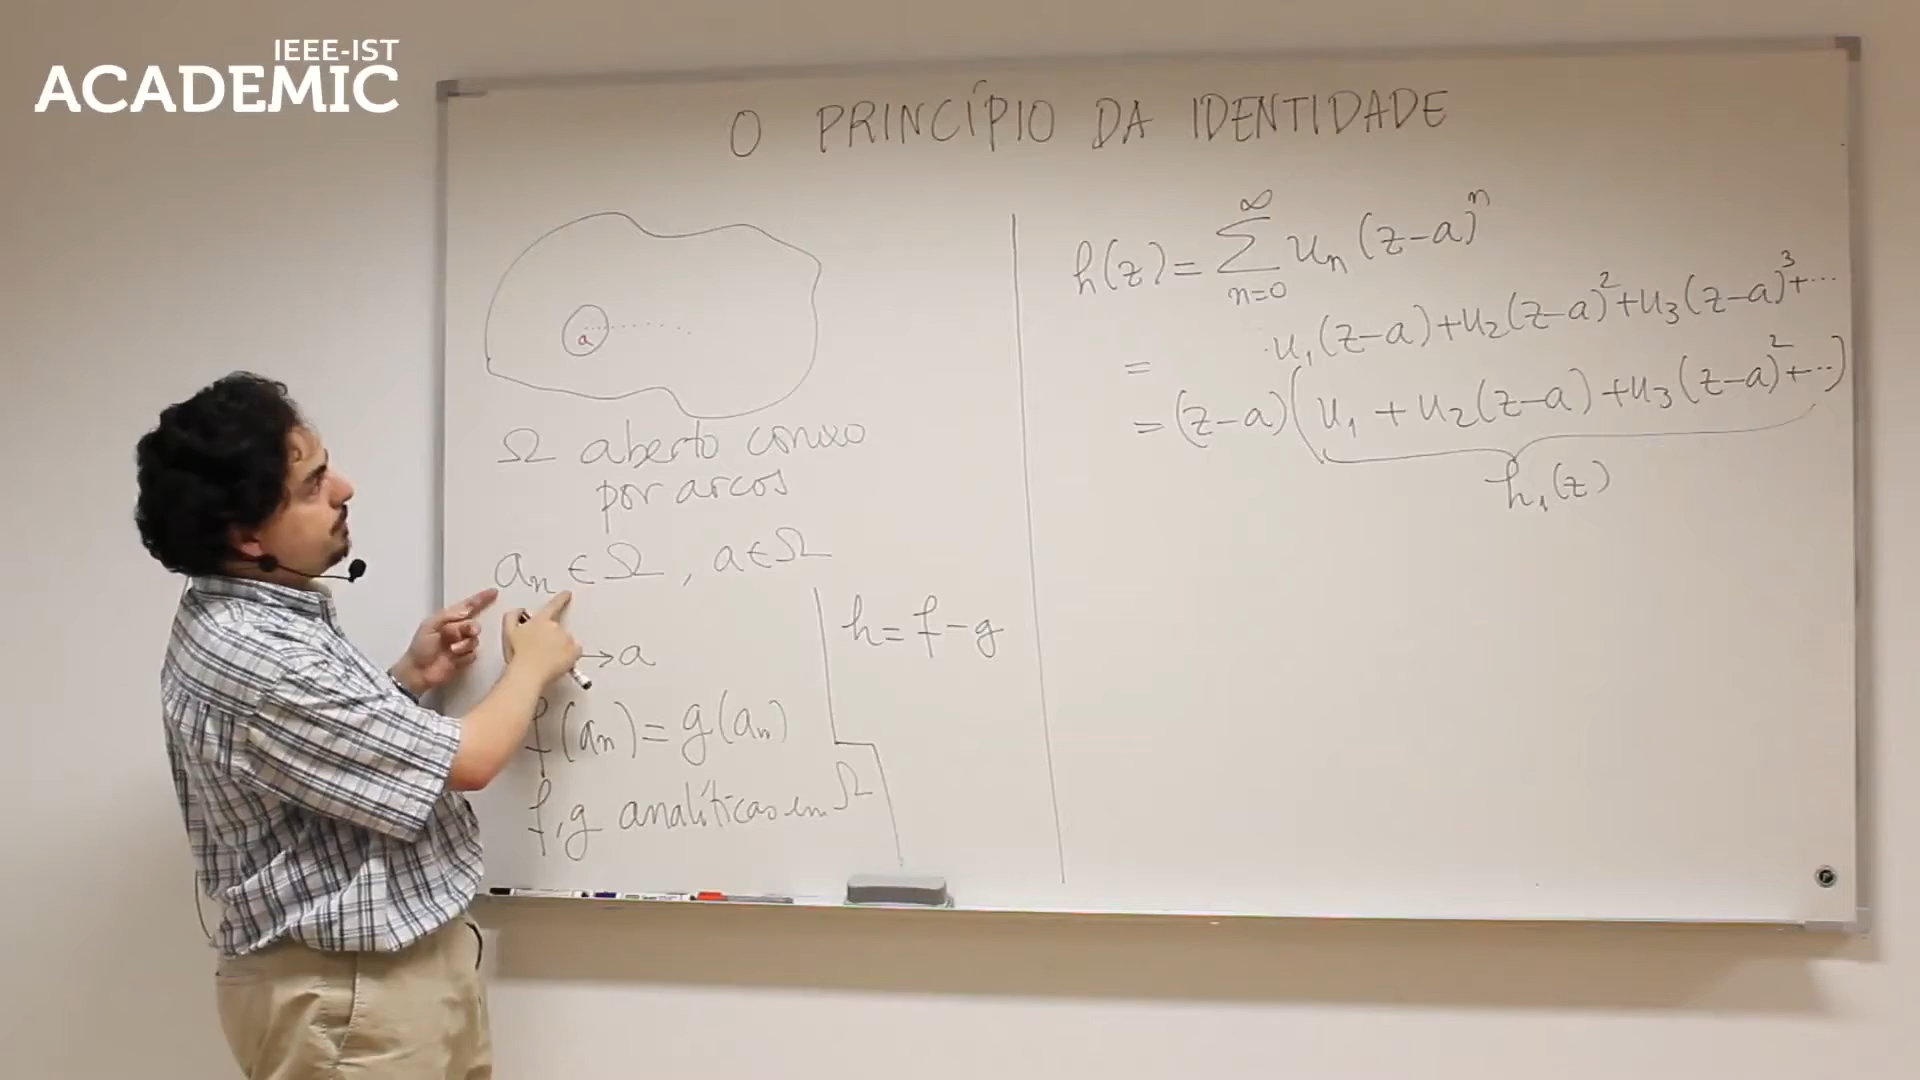 IEEE-IST
ACADEMIC
O PRINCÍPIO DA IDENTIDADE
a
Ω aberto conexo
por arcos
aₙ ∈ Ω, a ∈ Ω
→ a
f(aₙ) = g(aₙ)
f, g analíticas em Ω
h = f - g
h(z) = ∑_{n=0}^{∞} uₙ (z-a)ⁿ
= u₁(z-a) + u₂(z-a)² + u₃(z-a)³ + ...
= (z-a)(u₁ + u₂(z-a) + u₃(z-a)² + ...)
h₁(z)